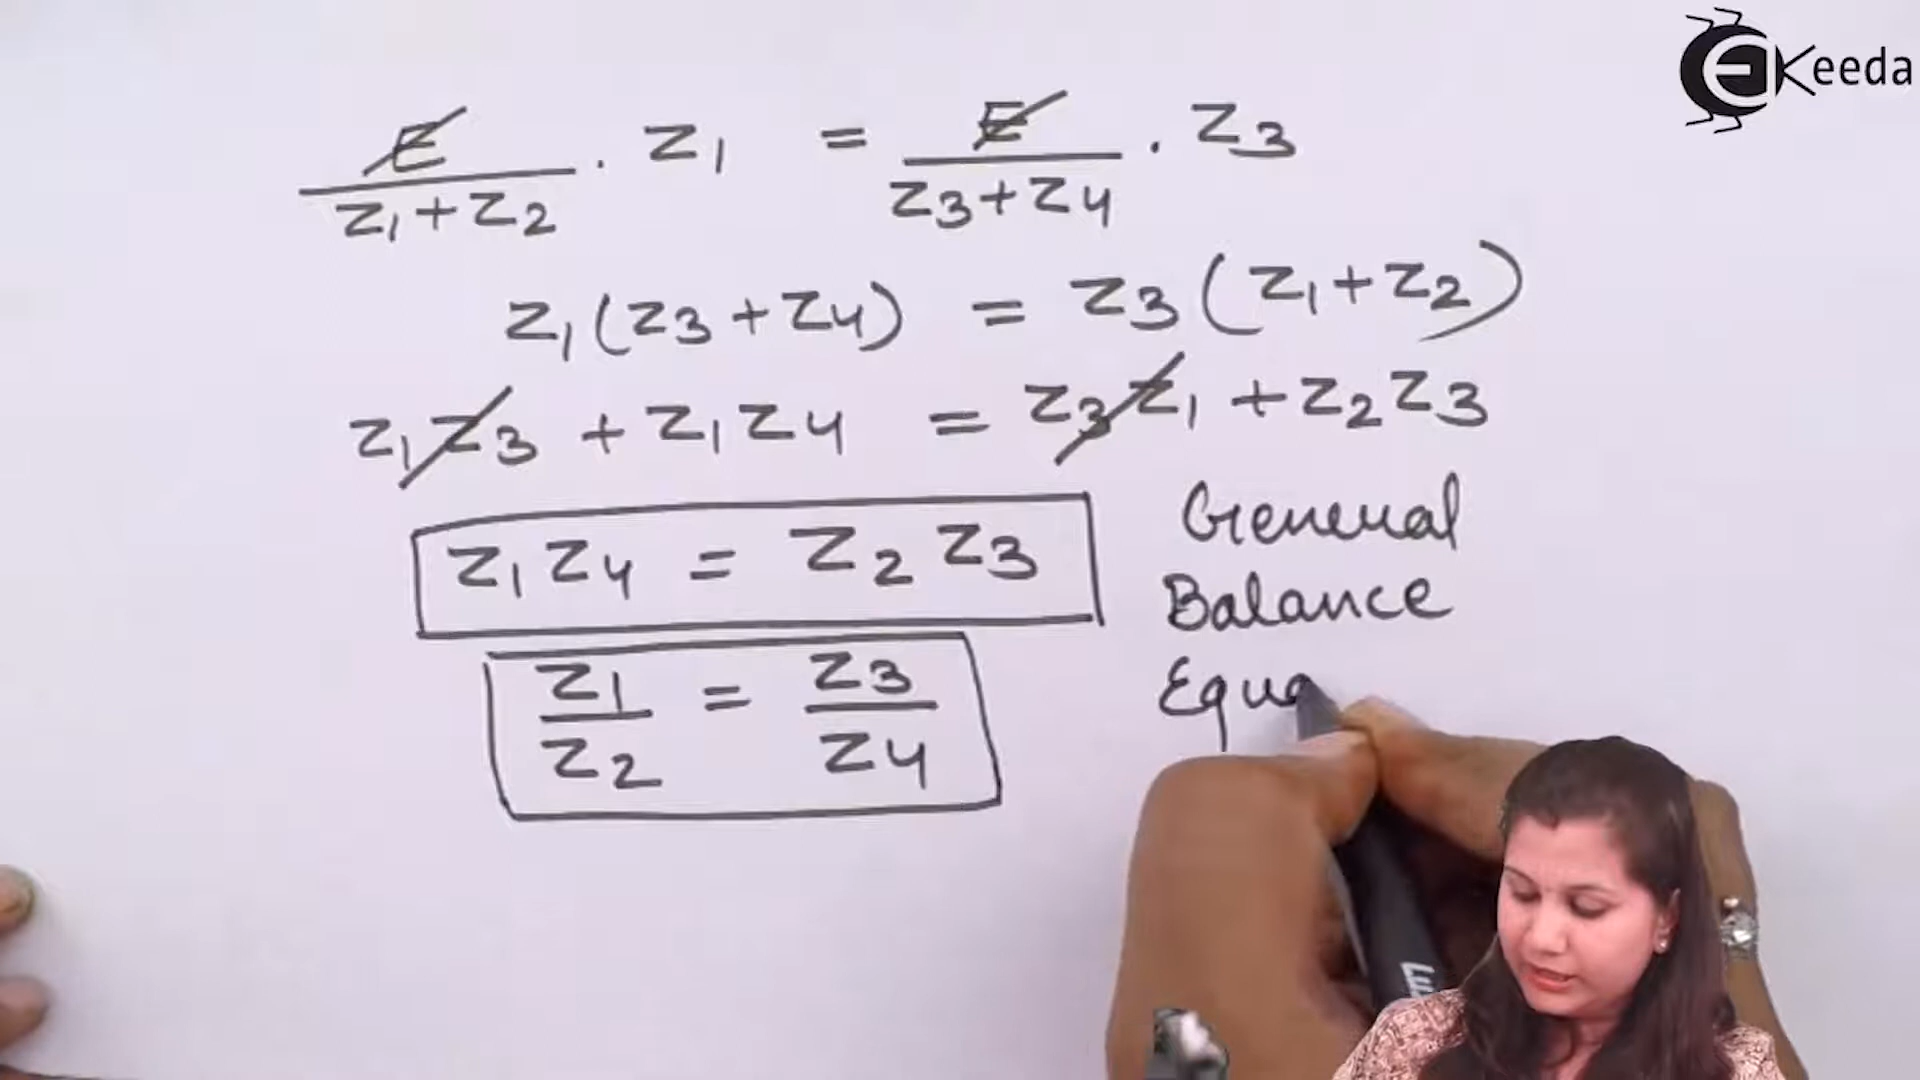 EKeeda
E/(z1+z2) . z1 = E/(z3+z4) . z3
z1(z3+z4) = z3(z1+z2)
z1z3 + z1z4 = z3z1 + z2z3
z1z4 = z2z3
General
Balance
z1/z2 = z3/z4
Equa